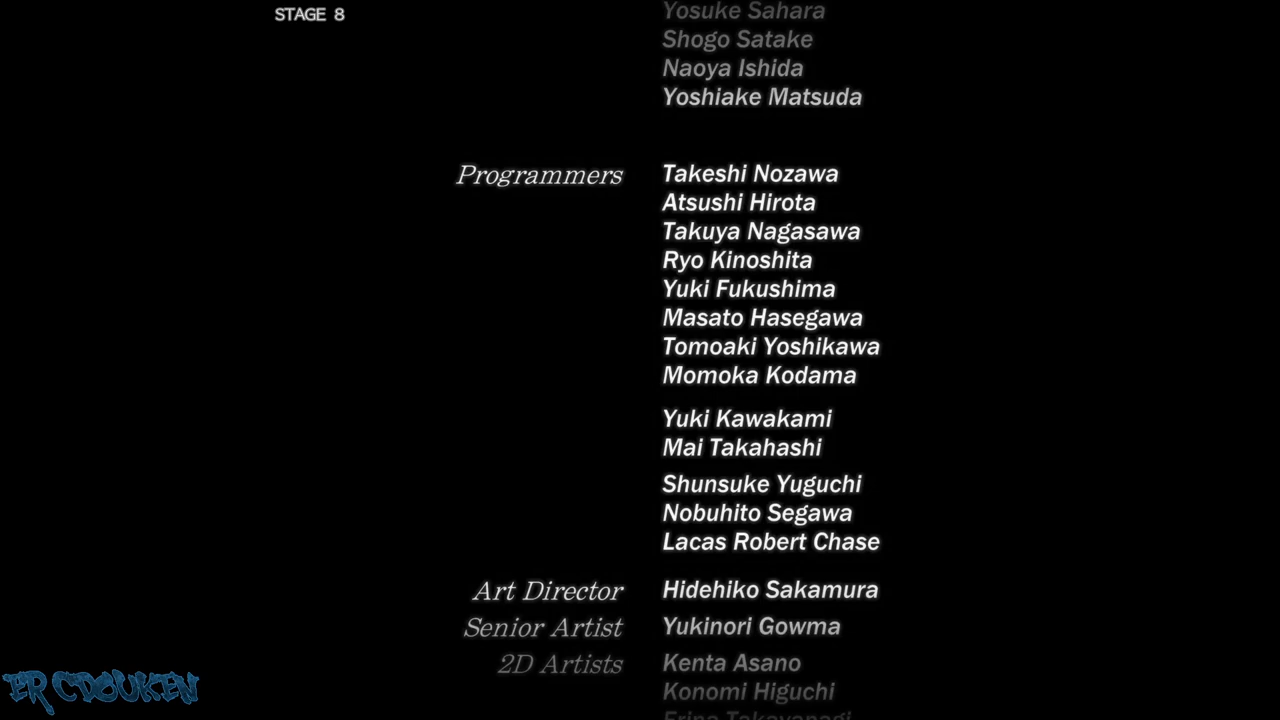 STAGE 8
Yosuke Sahara
Shogo Satake
Naoya Ishida
Yoshiake Matsuda
Programmers Takeshi Nozawa
Atsushi Hirota
Takuya Nagasawa
Ryo Kinoshita
Yuki Fukushima
Masato Hasegawa
Tomoaki Yoshikawa
Momoka Kodama
Yuki Kawakami
Mai Takahashi
Shunsuke Yuguchi
Nobuhito Segawa
Lacas Robert Chase
Art Director Hidehiko Sakamura
Senior Artist Yukinori Gowma
2D Artists Kenta Asano
Konomi Higuchi
Erina Takayanagi